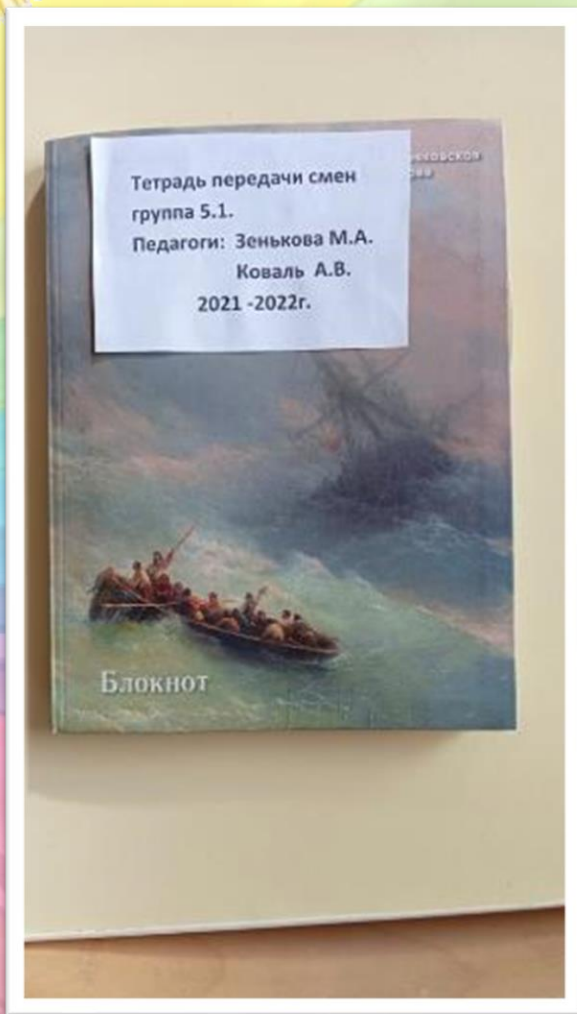 Тетрадь передачи смен
группа 5.1.
Педагоги: Зенькова М.А.
Коваль А.В.
2021 -2022г.
Блокнот